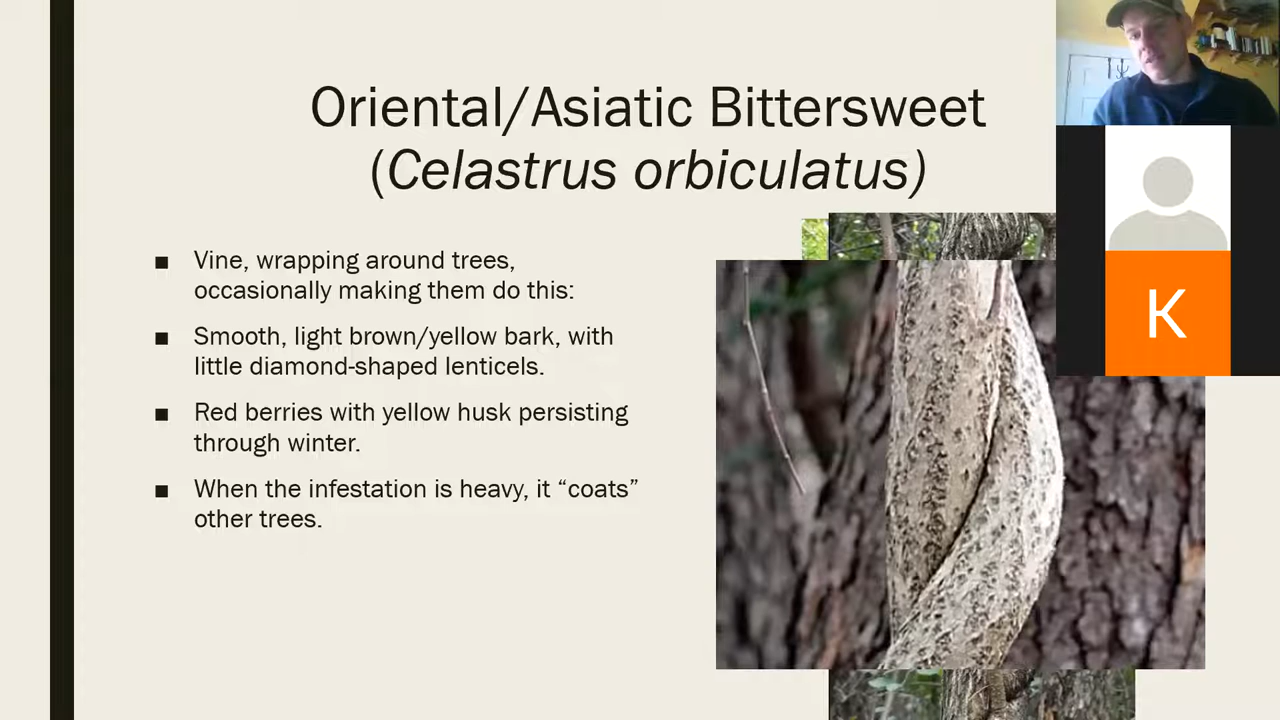 Oriental/Asiatic Bittersweet
(Celastrus orbiculatus)
■ Vine, wrapping around trees,
occasionally making them do this:
■ Smooth, light brown/yellow bark, with
little diamond-shaped lenticels.
■ Red berries with yellow husk persisting
through winter.
■ When the infestation is heavy, it “coats”
other trees.
K